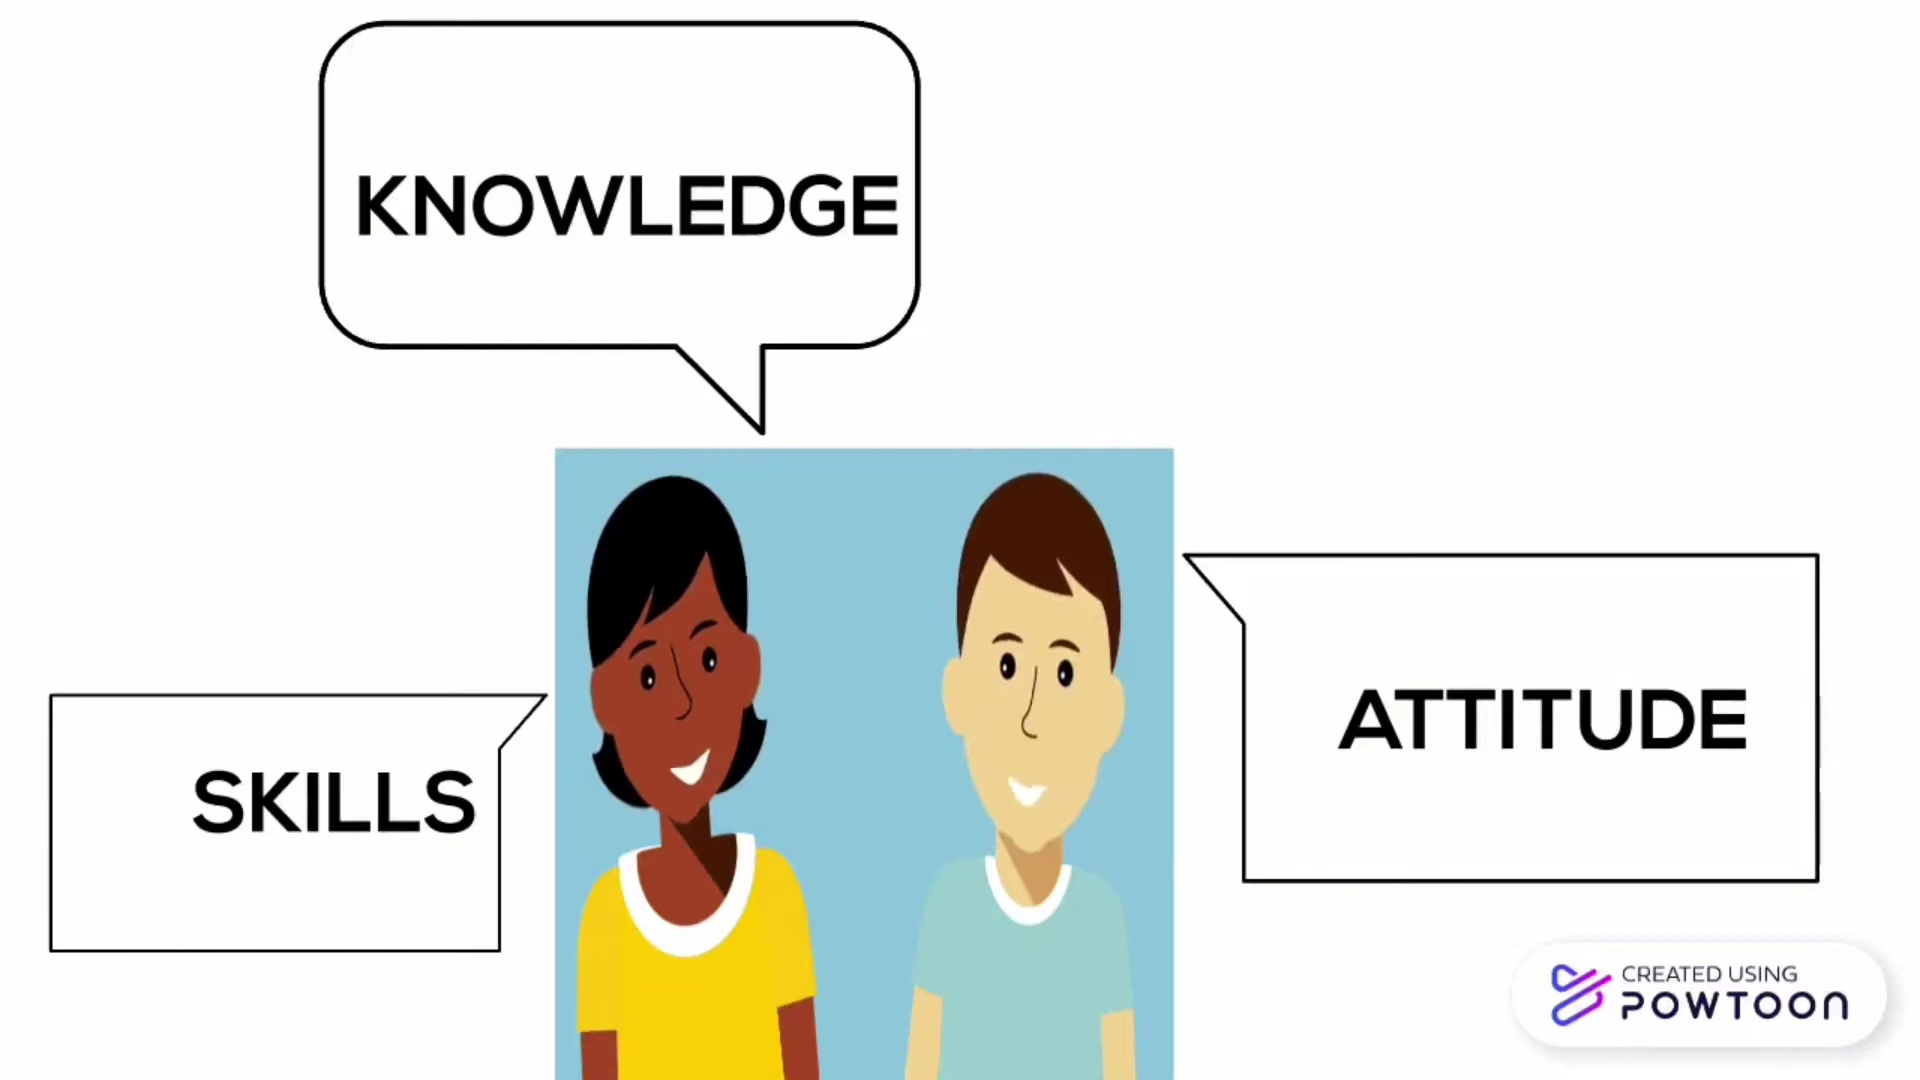 KNOWLEDGE
SKILLS
ATTITUDE
CREATED USING
POWTOON